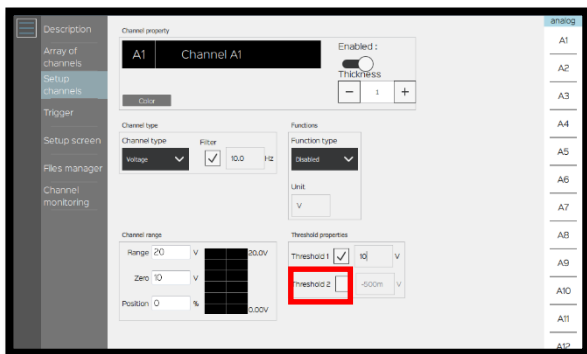 Description
Array of
channels
Setup
channels
Trigger
Setup screen
Files manager
Channel
monitoring
Channel property
A1 Channel A1
Enabled :
Thickness
1
Color
Channel type
Channel type
Filter
Voltage
10.0 Hz
Functions
Function type
Disabled
Unit
V
Channel range
Range 20 V
20.0V
Zero 10 V
Position 0 %
0.00V
Threshold properties
Threshold 1 10 V
Threshold 2 -500m V
analog
A1
A2
A3
A4
A5
A6
A7
A8
A9
A10
A11
A12